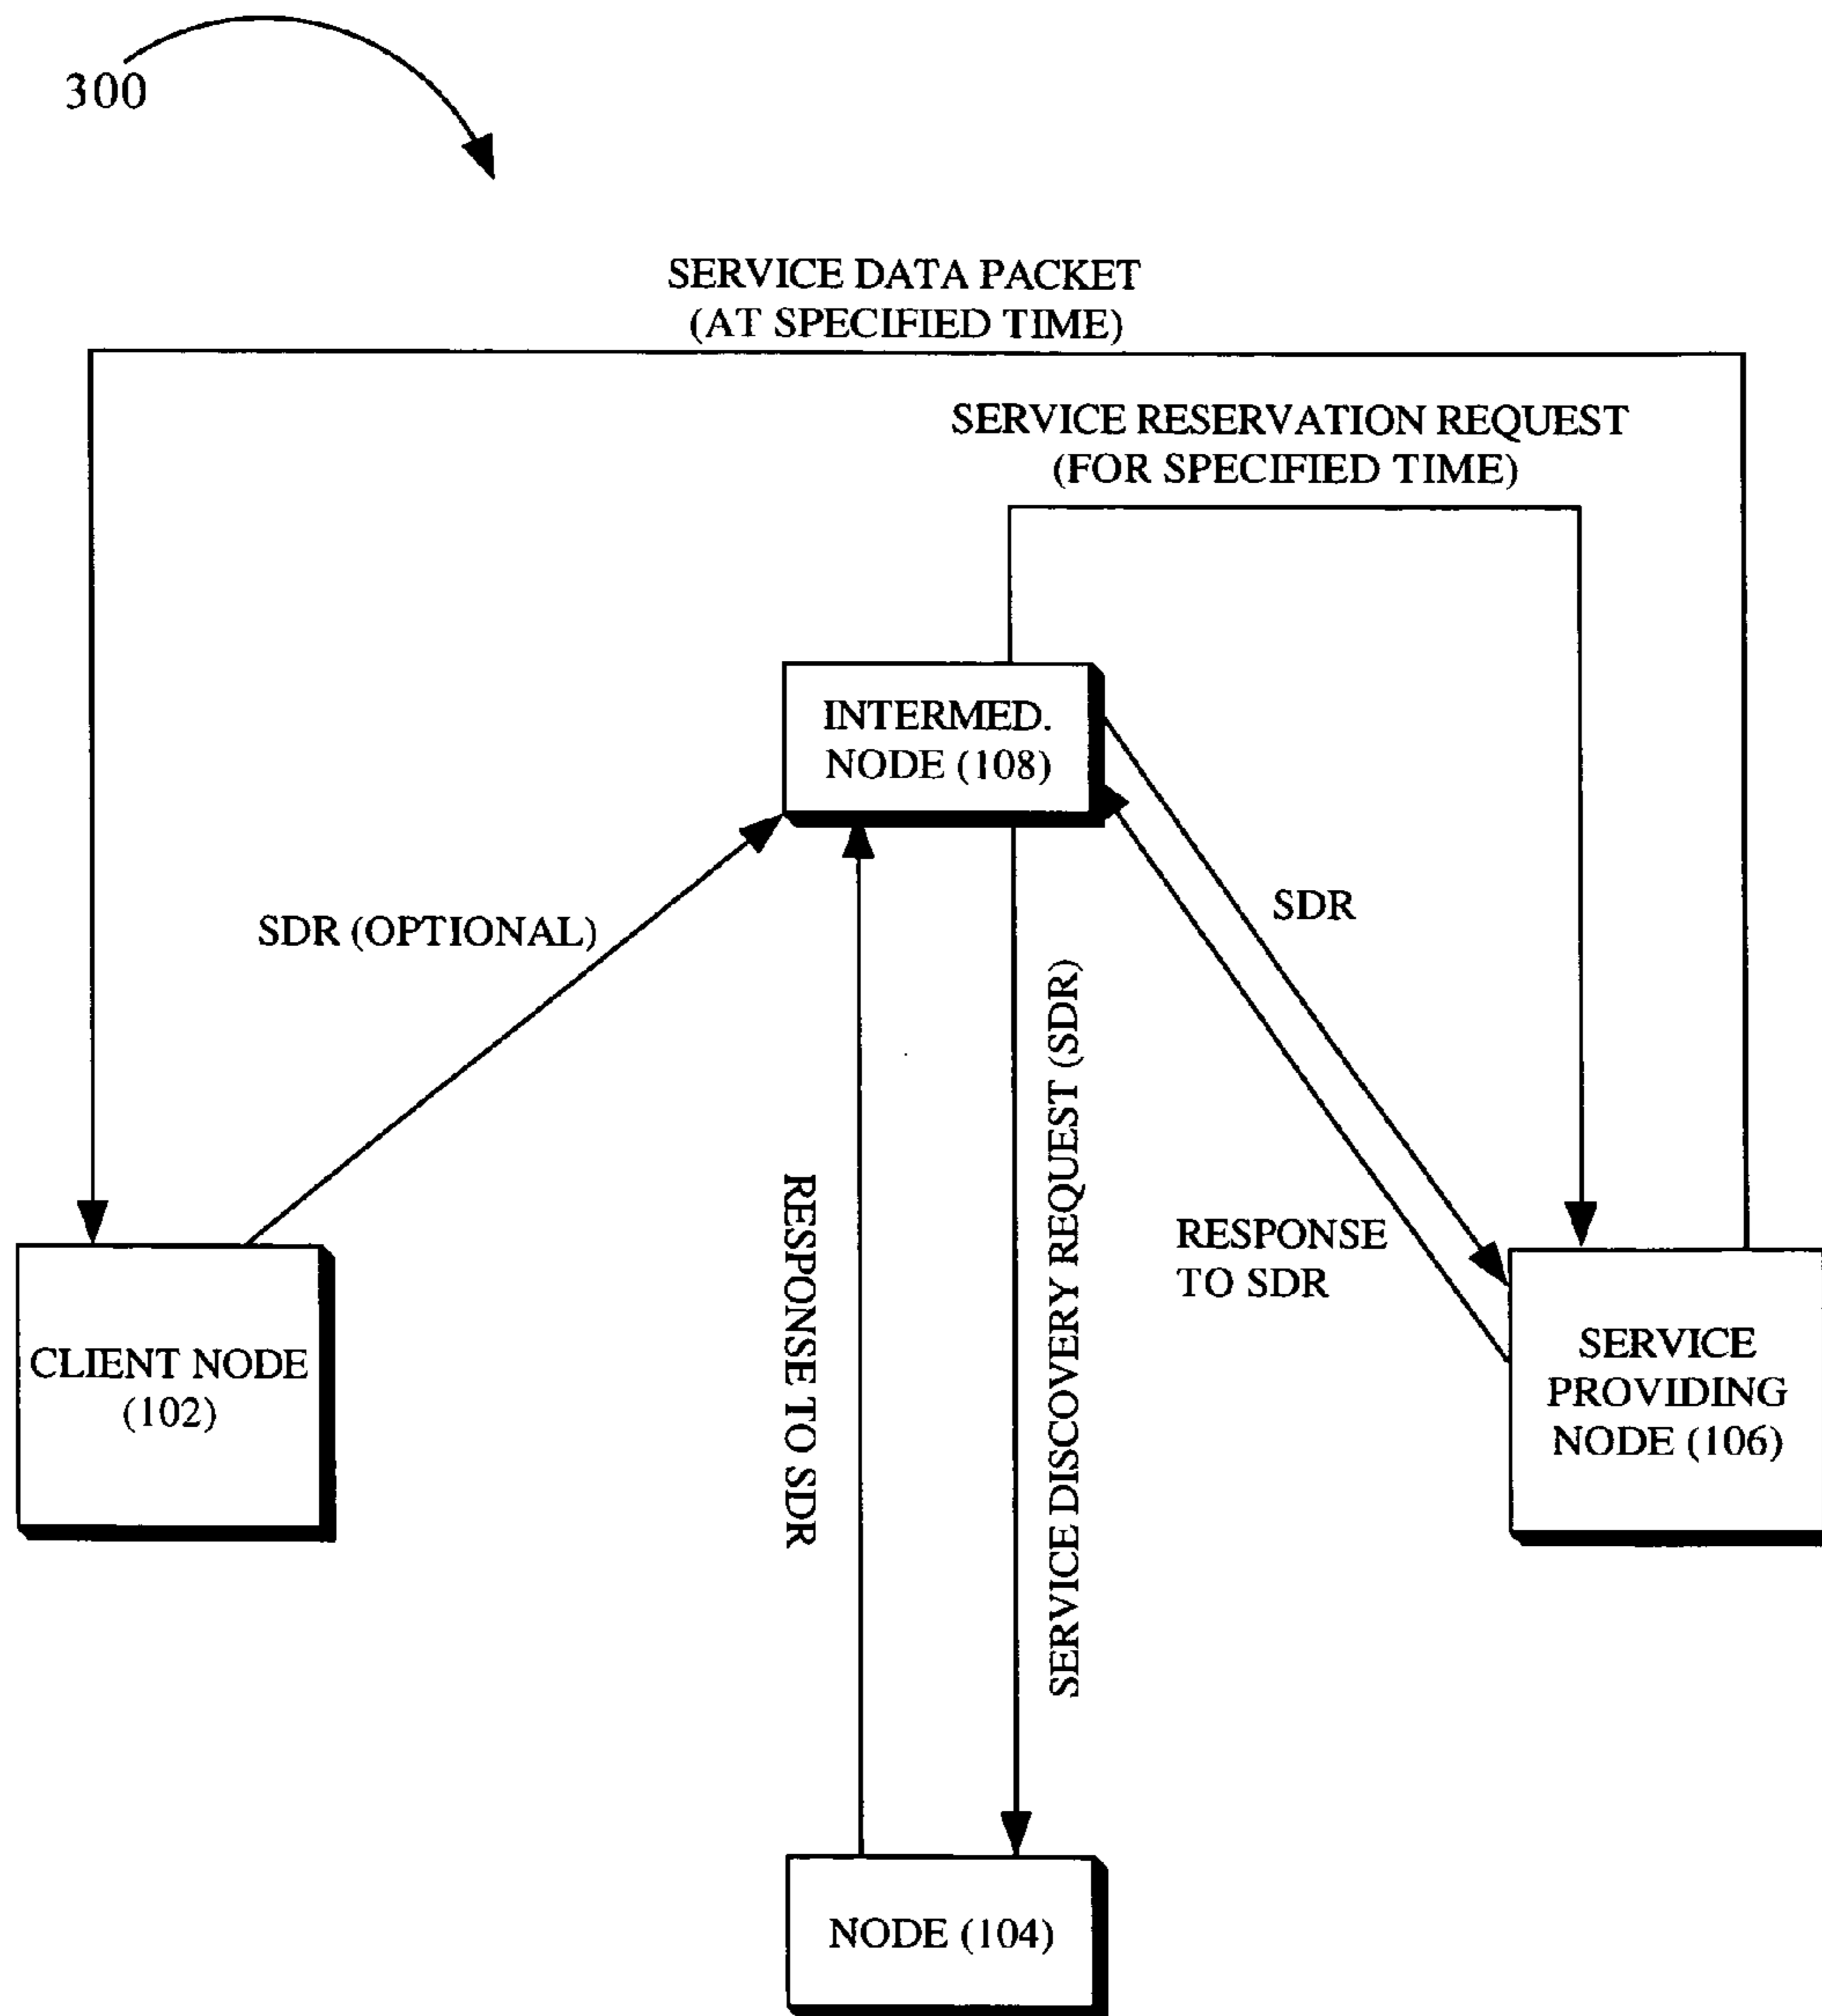 300
SERVICE DATA PACKET
(AT SPECIFIED TIME)
SERVICE RESERVATION REQUEST
(FOR SPECIFIED TIME)
INTERMED.
NODE (108)
SDR (OPTIONAL)
SDR
RESPONSE TO SDR
SERVICE DISCOVERY REQUEST (SDR)
RESPONSE
TO SDR
CLIENT NODE
(102)
SERVICE
PROVIDING
NODE (106)
NODE (104)